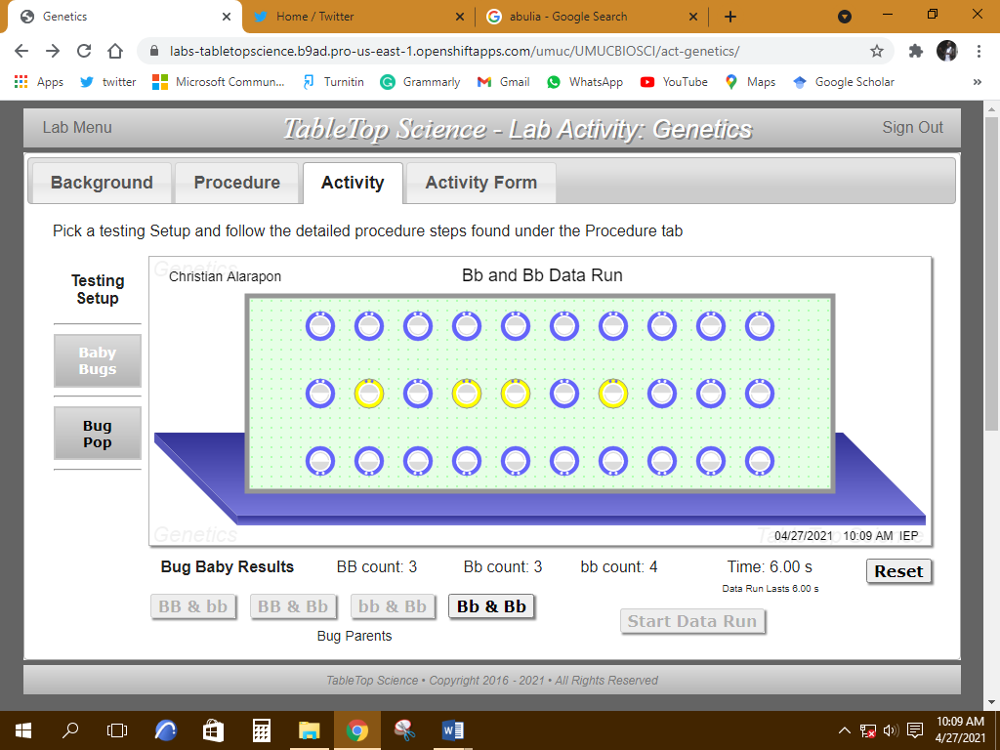 Genetics
Home / Twitter
abulia - Google Search
labs-tabletopscience.b9ad.pro-us-east-1.openshiftapps.com/umuc/UMUCBIOSCI/act-genetics/
Apps twitter Microsoft Commun... Turnitin Grammarly Gmail WhatsApp YouTube Maps Google Scholar »
Lab Menu
TableTop Science - Lab Activity: Genetics
Sign Out
Background Procedure Activity Activity Form
Pick a testing Setup and follow the detailed procedure steps found under the Procedure tab
Testing
Setup
Baby
Bugs
Bug
Pop
Genetics
Christian Alarapon
Bb and Bb Data Run
Genetics
04/27/2021 10:09 AM IEP
Bug Baby Results BB count: 3 Bb count: 3 bb count: 4 Time: 6.00 s
Reset
Data Run Lasts 6.00 s
BB & bb BB & Bb bb & Bb Bb & Bb
Start Data Run
Bug Parents
TableTop Science • Copyright 2016 - 2021 • All Rights Reserved
10:09 AM
4/27/2021